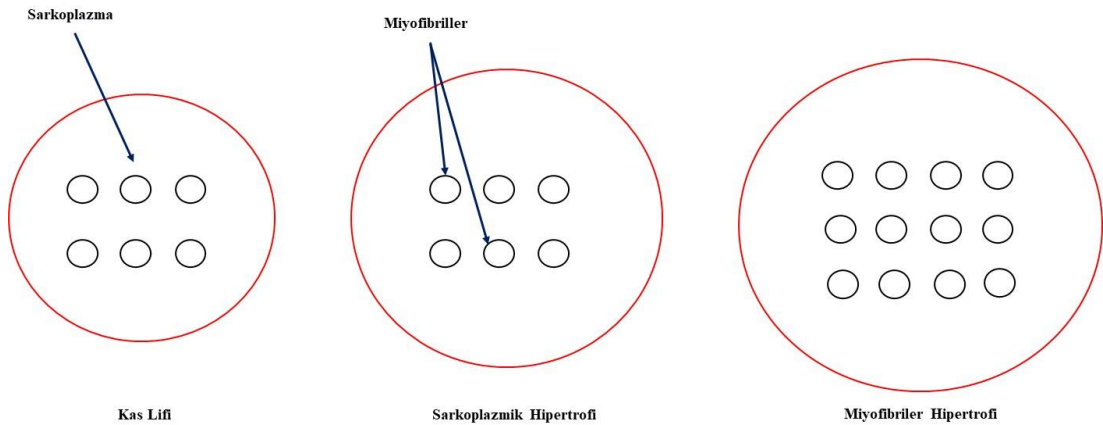 Sarkoplazma
Miyofibriller
Kas Lifi
Sarkoplazmik Hipertrofi
Miyofibriler Hipertrofi